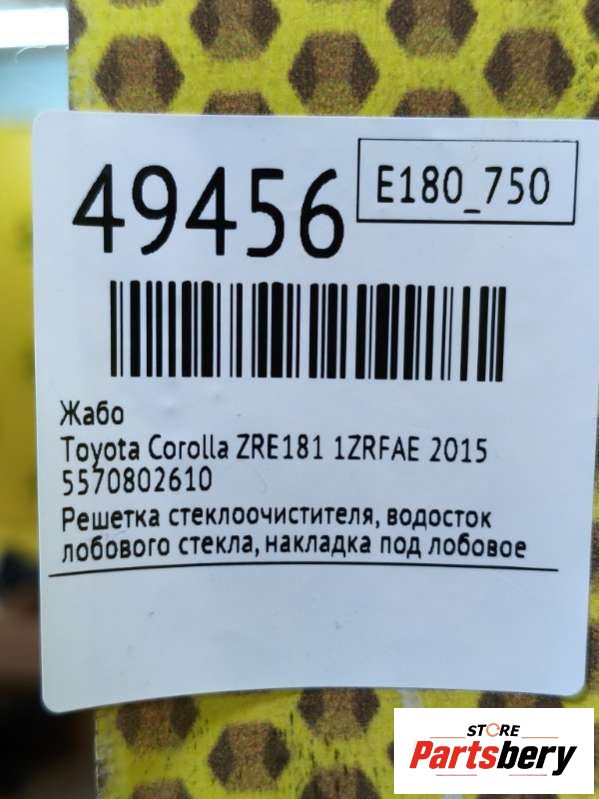 49456
E180_750
Жабо
Toyota Corolla ZRE181 1ZRFAE 2015
5570802610
Решетка стеклоочистителя, водосток
лобового стекла, накладка под лобовое
STORE
Partsbery